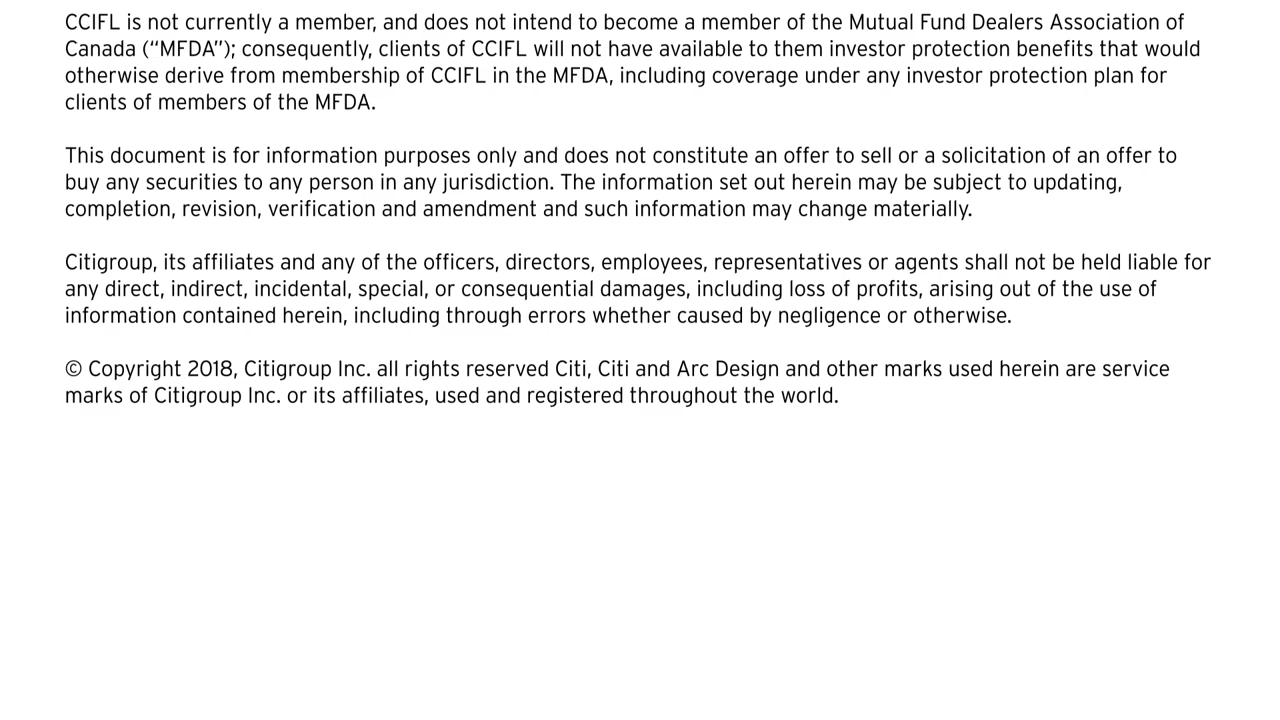 CCIFL is not currently a member, and does not intend to become a member of the Mutual Fund Dealers Association of
Canada (“MFDA”); consequently, clients of CCIFL will not have available to them investor protection benefits that would
otherwise derive from membership of CCIFL in the MFDA, including coverage under any investor protection plan for
clients of members of the MFDA.
This document is for information purposes only and does not constitute an offer to sell or a solicitation of an offer to
buy any securities to any person in any jurisdiction. The information set out herein may be subject to updating,
completion, revision, verification and amendment and such information may change materially.
Citigroup, its affiliates and any of the officers, directors, employees, representatives or agents shall not be held liable for
any direct, indirect, incidental, special, or consequential damages, including loss of profits, arising out of the use of
information contained herein, including through errors whether caused by negligence or otherwise.
© Copyright 2018, Citigroup Inc. all rights reserved Citi, Citi and Arc Design and other marks used herein are service
marks of Citigroup Inc. or its affiliates, used and registered throughout the world.